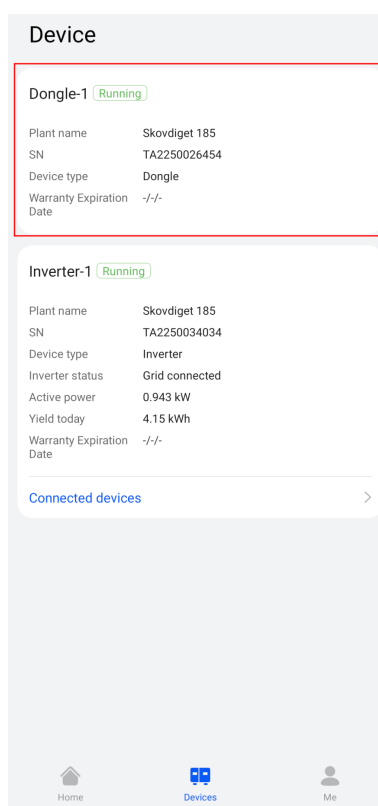 Device
Dongle-1 Running
Plant name Skovdiget 185
SN TA2250026454
Device type Dongle
Warranty Expiration Date -/-/-
Inverter-1 Running
Plant name Skovdiget 185
SN TA2250034034
Device type Inverter
Inverter status Grid connected
Active power 0.943 kW
Yield today 4.15 kWh
Warranty Expiration Date -/-/-
Connected devices
Home Devices Me